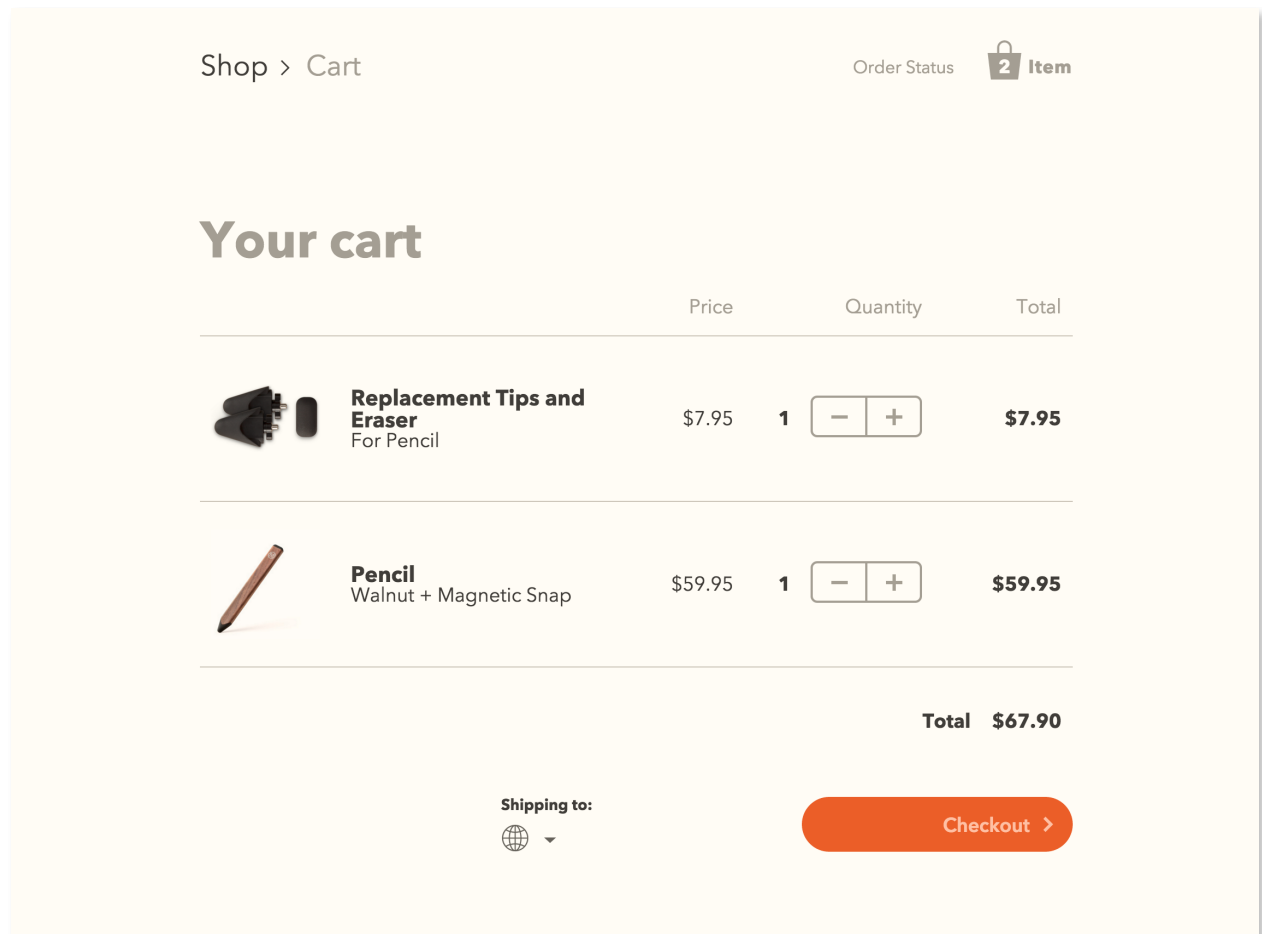 Shop > Cart
Order Status
2 Item
Your cart
Price Quantity Total
Replacement Tips and
Eraser
For Pencil
$7.95 1 − + $7.95
Pencil
Walnut + Magnetic Snap
$59.95 1 − + $59.95
Total $67.90
Shipping to:
Checkout >